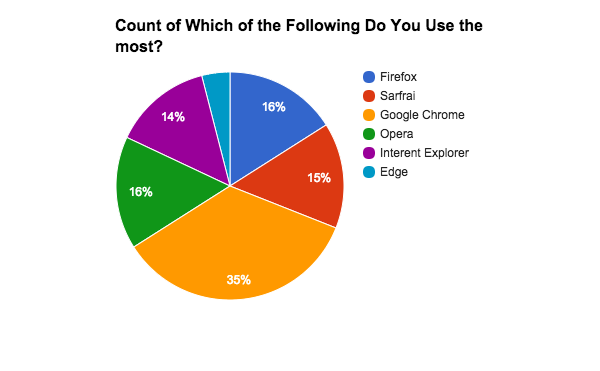 Count of Which of the Following Do You Use the
most?
Firefox
Sarfrai
Google Chrome
Opera
Interent Explorer
Edge
16%
15%
35%
16%
14%